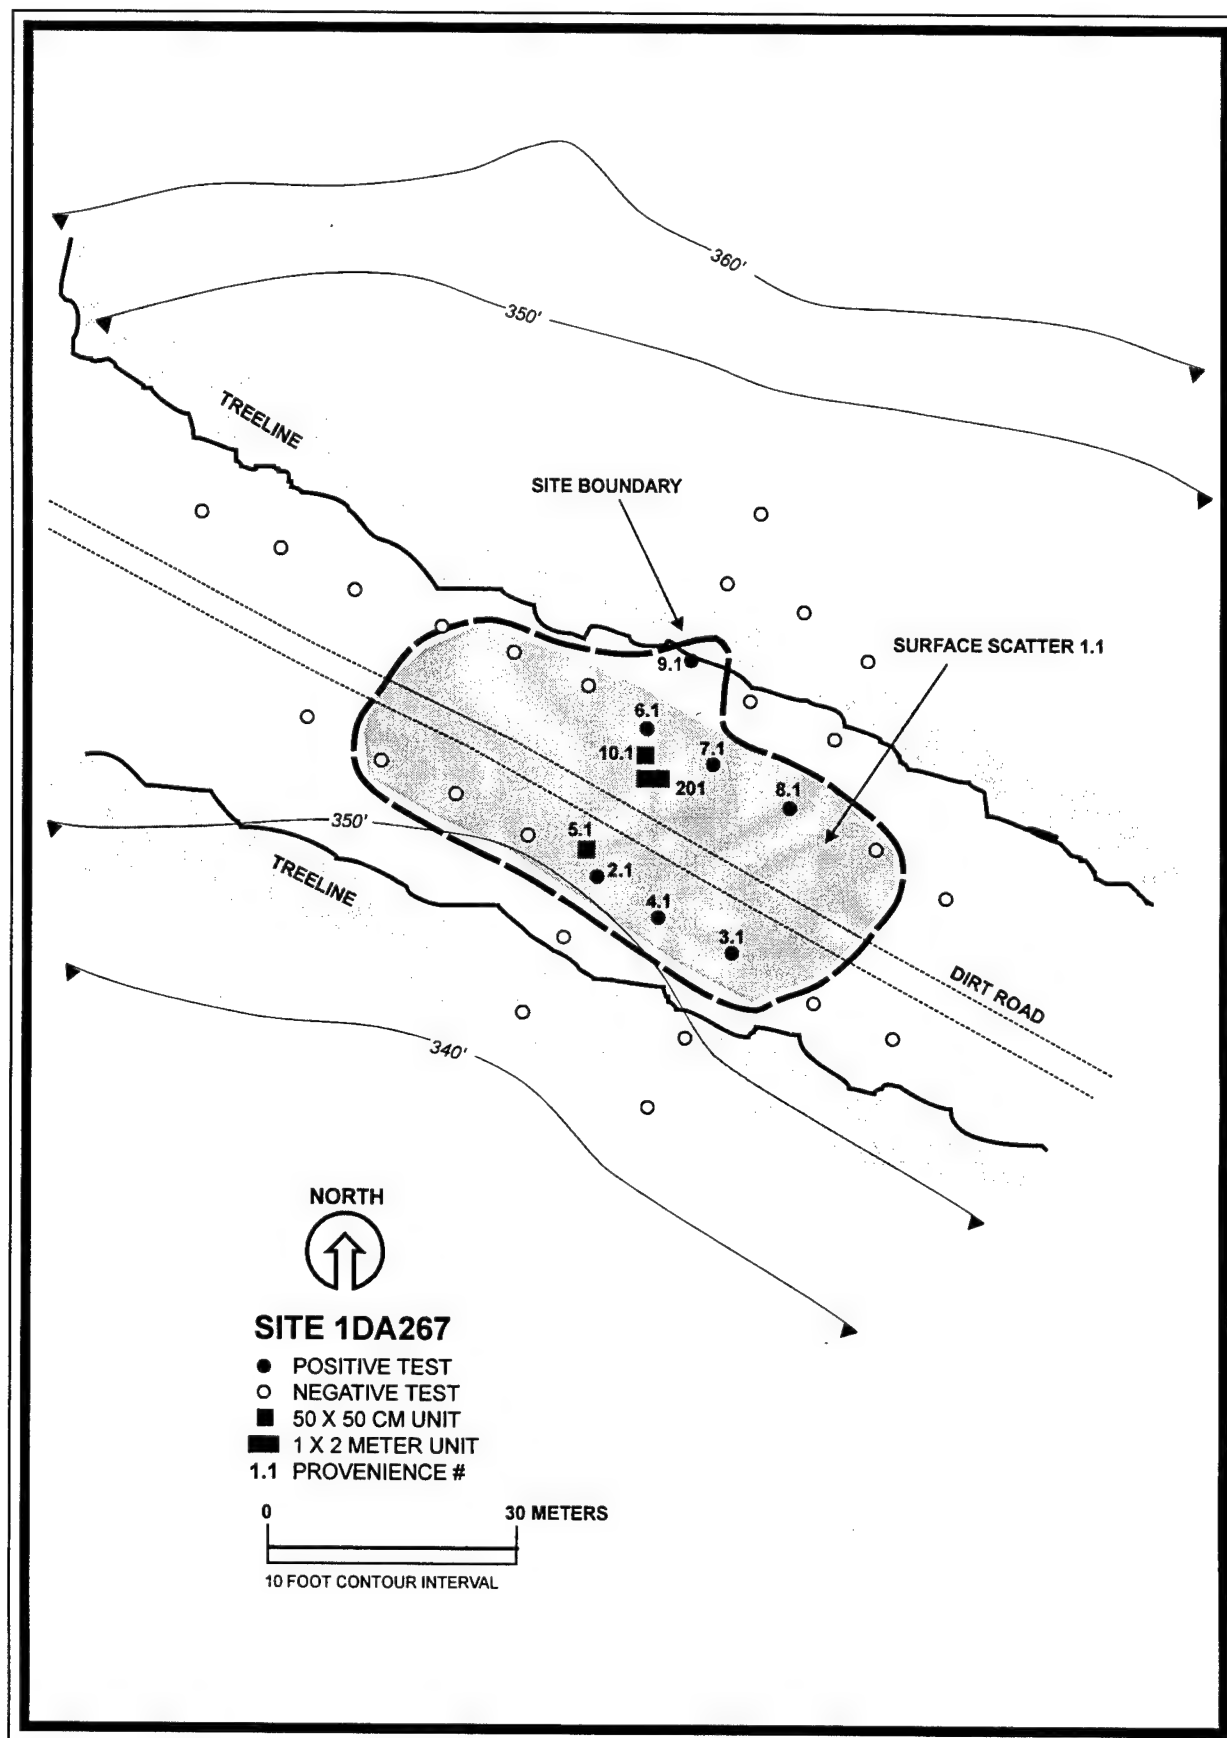 360'
350'
TREELINE
SITE BOUNDARY
SURFACE SCATTER 1.1
9.1
6.1
10.1
7.1
201
8.1
5.1
350'
TREELINE
2.1
4.1
3.1
DIRT ROAD
340'
NORTH
SITE 1DA267
POSITIVE TEST
NEGATIVE TEST
50 X 50 CM UNIT
1 X 2 METER UNIT
1.1 PROVENIENCE #
0 30 METERS
10 FOOT CONTOUR INTERVAL